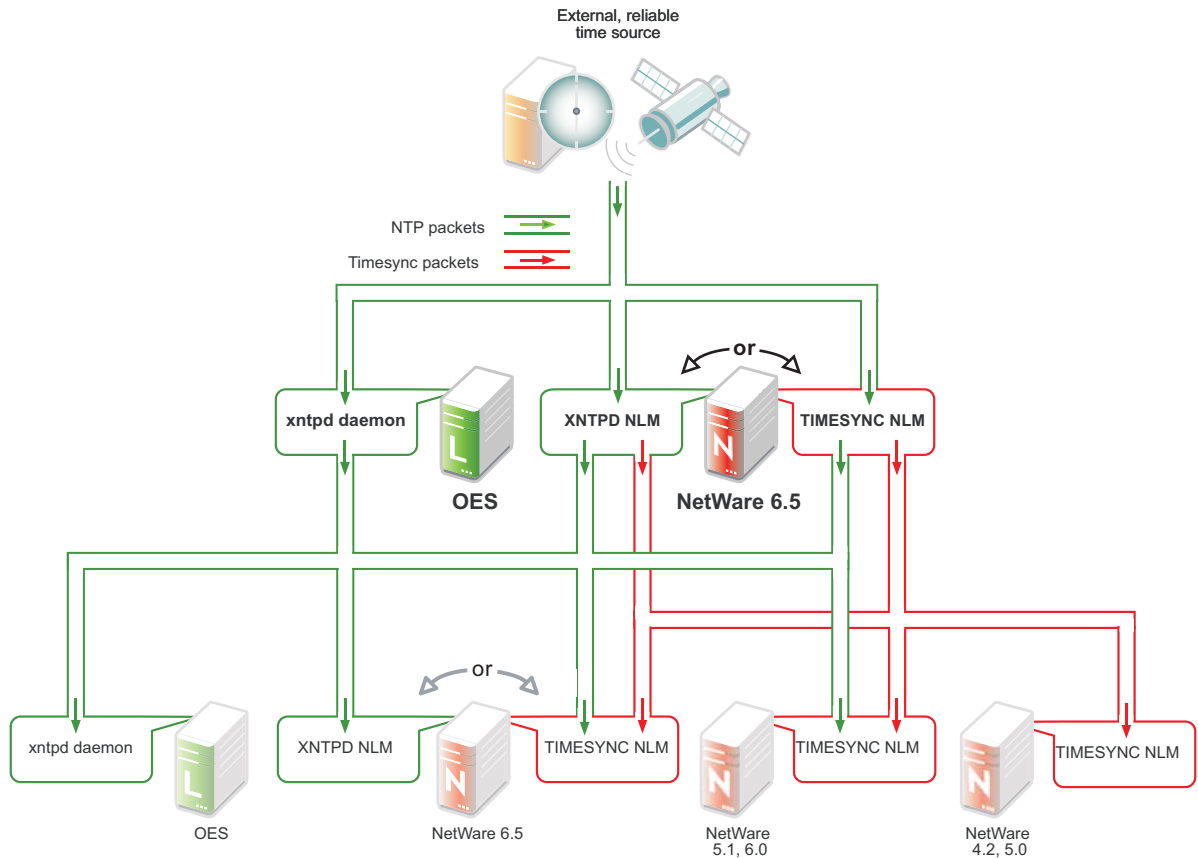 External, reliable
time source
NTP packets
Timesync packets
or
xntpd daemon
XNTPD NLM
TIMESYNC NLM
L
N
OES
NetWare 6.5
or
xntpd daemon
XNTPD NLM
TIMESYNC NLM
TIMESYNC NLM
TIMESYNC NLM
L
N
N
N
OES
NetWare 6.5
NetWare
5.1, 6.0
NetWare
4.2, 5.0